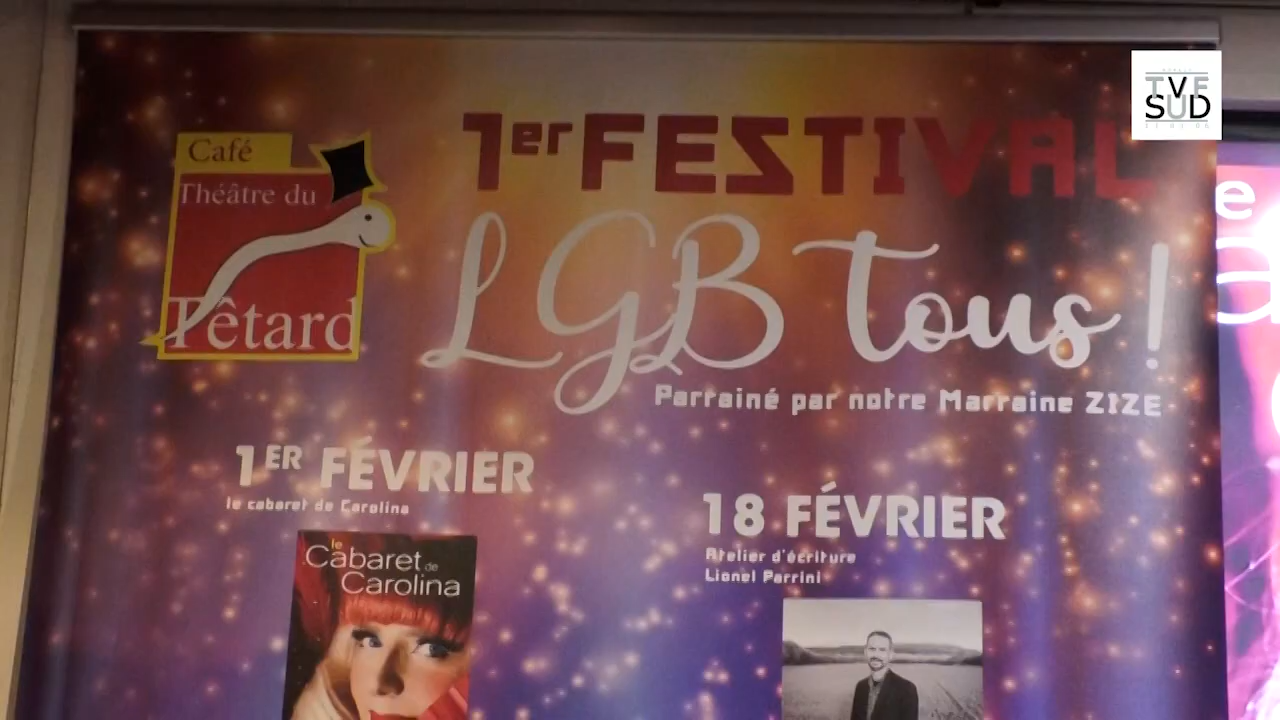 TVF
SUD
Café
Théâtre du
Têtard
1er FESTIVAL
LGB tous !
Parrainé par notre Marraine ZIZE
1ER FÉVRIER
le cabaret de Carolina
le
Cabaret de
Carolina
18 FÉVRIER
Atelier d'écriture
Lionel Parrini
e
a